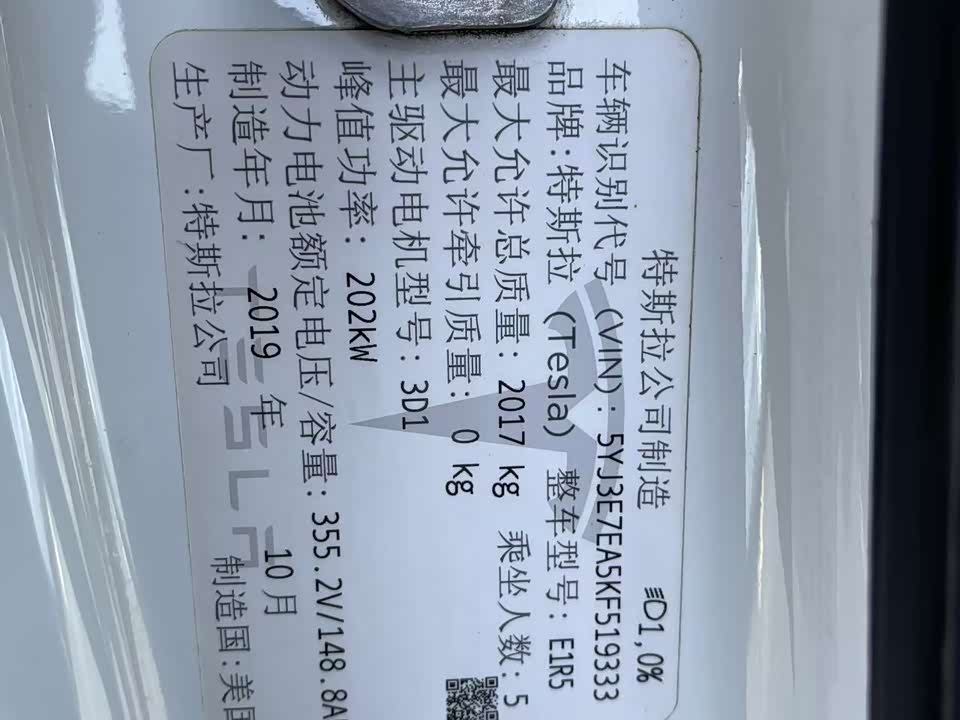 特斯拉公司制造 D1,0%
车辆识别代号 (VIN): 5YJ3E7EA5KF519333
品牌:特斯拉 (Tesla) 整车型号: E1R5
最大允许总质量: 2017 kg 乘坐人数: 5
最大允许牵引质量: 0 kg
主驱动电机型号: 3D1
峰值功率: 202kW
动力电池额定电压/容量: 355.2V/148.8A
制造年月: 2019 年 10 月
生产厂:特斯拉公司 制造国:美国
TESLA